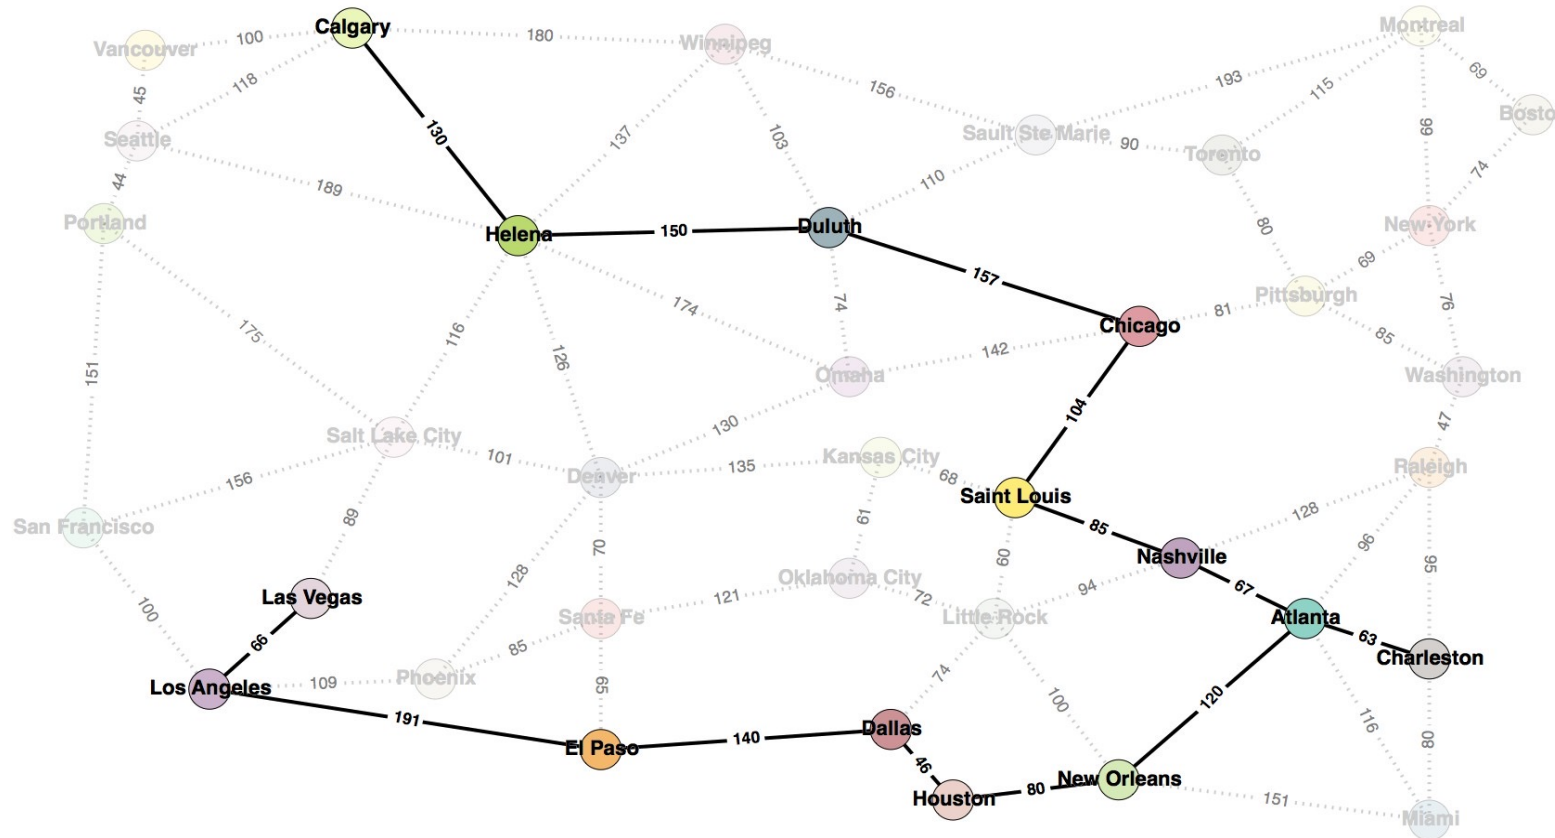 Calgary
Vancouver
100
180
Winnipeg
Montreal
118
45
156
193
115
69
Seattle
130
137
103
Sault Ste Marie
90
Toronto
99
Bosto
44
189
110
74
Portland
Helena
150
Duluth
80
New York
157
69
175
116
126
174
74
Pittsburgh
76
151
Chicago
81
142
85
Omaha
Washington
104
47
Salt Lake City
130
101
Denver
135
Kansas City
68
Raleigh
156
Saint Louis
128
San Francisco
89
61
85
96
95
70
60
Nashville
128
Oklahoma City
67
Las Vegas
100
121
72
94
Santa Fe
Little Rock
Atlanta
63
66
85
Charleston
Los Angeles
109
Phoenix
65
74
100
120
116
191
El Paso
140
Dallas
80
46
Houston
80
New Orleans
151
Miami